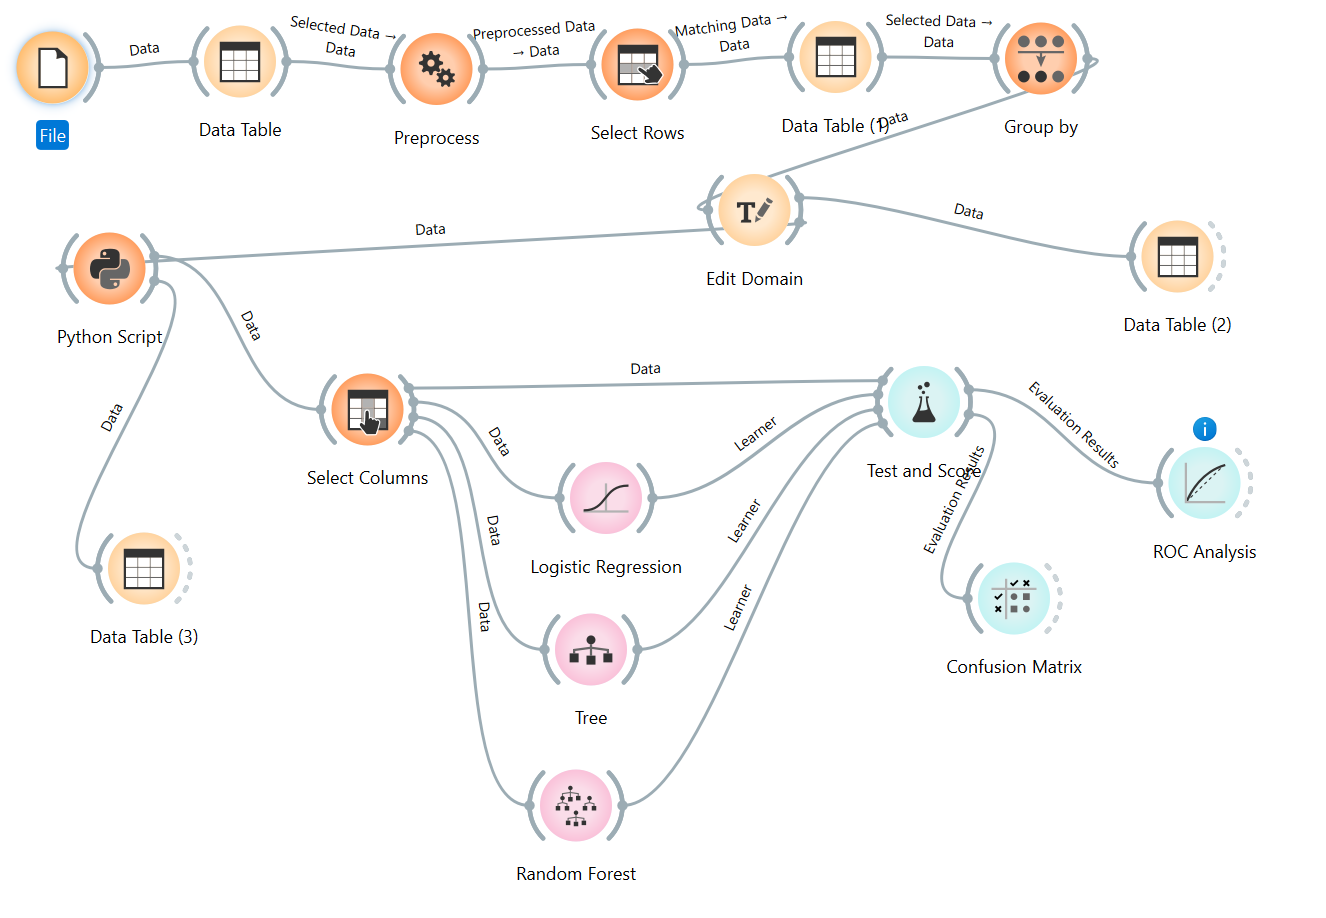 Data
Selected Data →
Data
Preprocessed Data
→ Data
Matching Data →
Data
Selected Data →
Data
File
Data Table
Preprocess
Select Rows
Data Table (1)
Group by
Data
Data
Data
Edit Domain
Data Table (2)
Python Script
Data
Data
Data
Select Columns
Data
Learner
Test and Score
Evaluation Results
Evaluation Results
ROC Analysis
Logistic Regression
Data
Learner
Data Table (3)
Data
Learner
Tree
Confusion Matrix
Random Forest